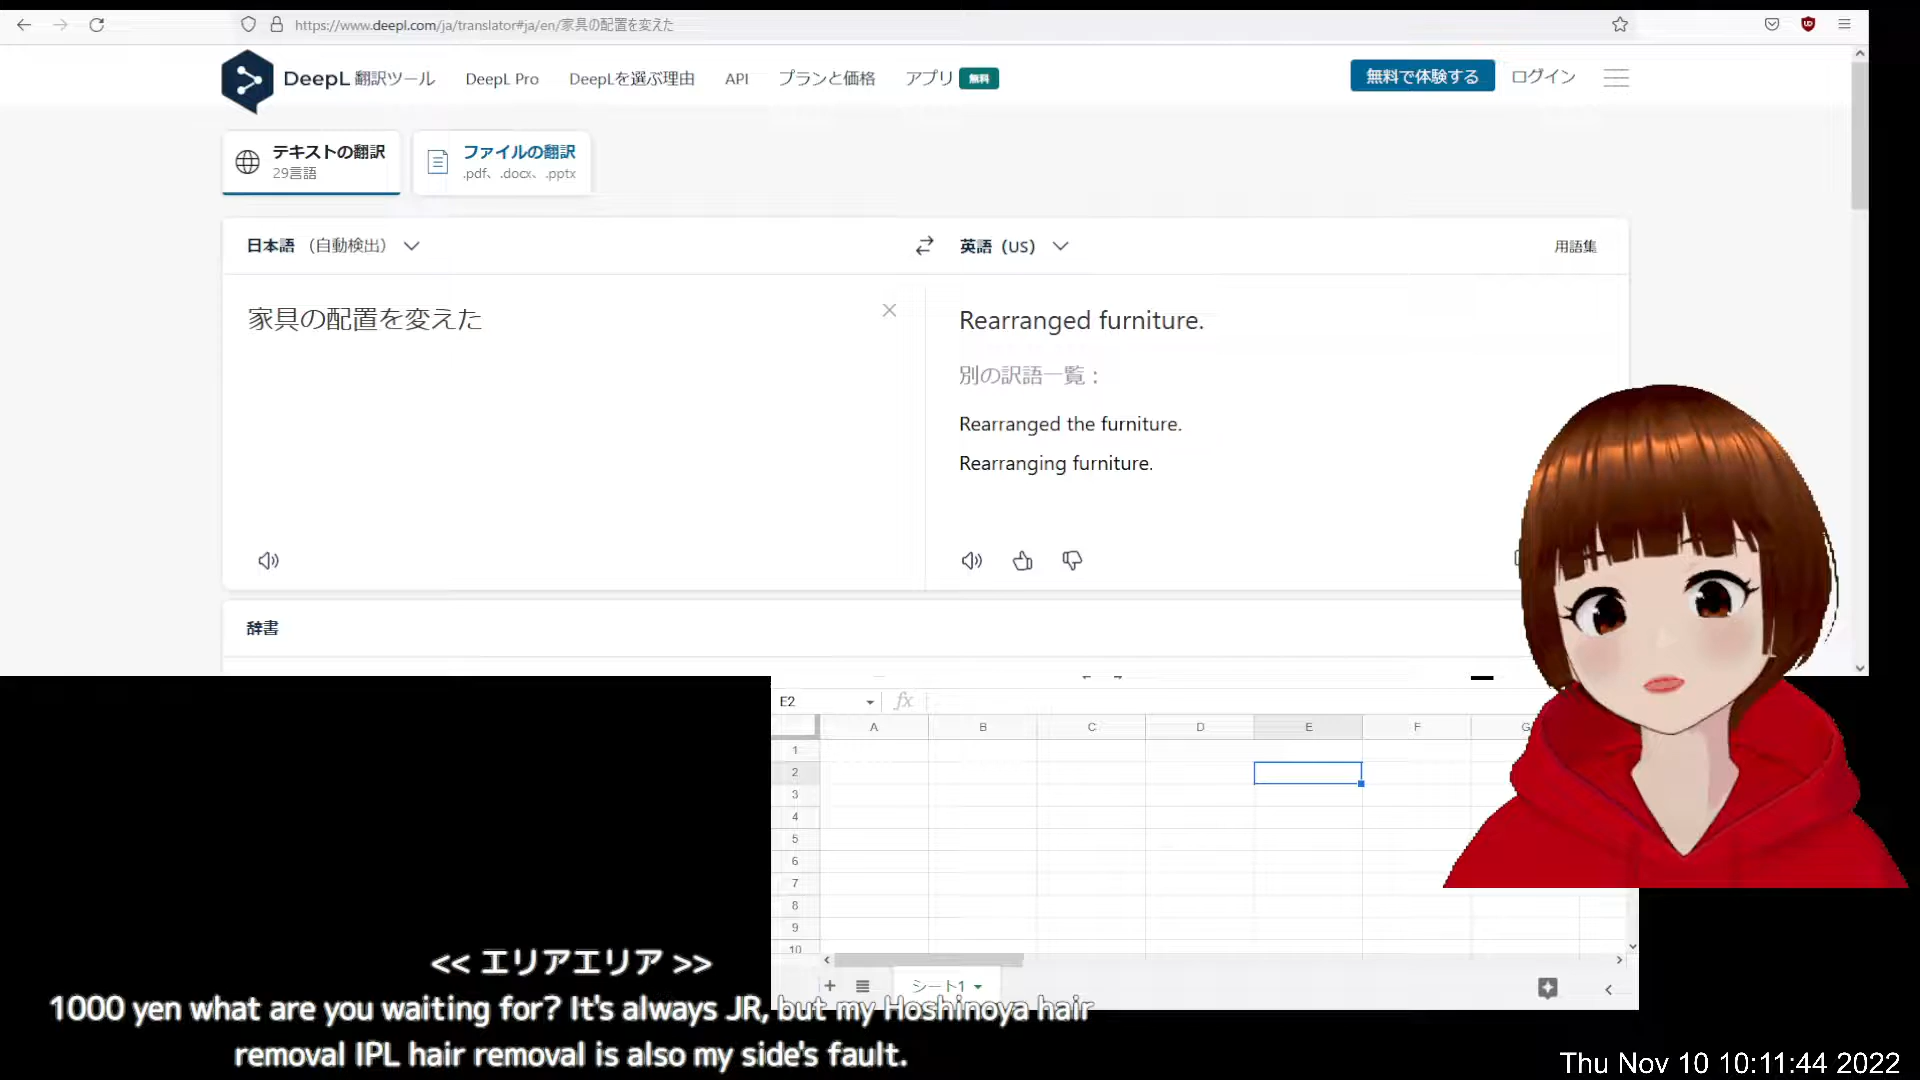 https://www.deepl.com/ja/translator#ja/en/家具の配置を変えた
DeepL 翻訳ツール
DeepL Pro
DeepLを選ぶ理由
API
プランと価格
アプリ 無料
無料で体験する
ログイン
テキストの翻訳
29言語
ファイルの翻訳
.pdf、.docx、.pptx
日本語 (自動検出)
英語 (US)
用語集
家具の配置を変えた
Rearranged furniture.
別の訳語一覧：
Rearranged the furniture.
Rearranging furniture.
辞書
E2
fx
A B C D E F G
1
2
3
4
5
6
7
8
9
10
シート1
<< エリアエリア >>
1000 yen what are you waiting for? It's always JR, but my Hoshinoya hair
removal IPL hair removal is also my side's fault.
Thu Nov 10 10:11:44 2022